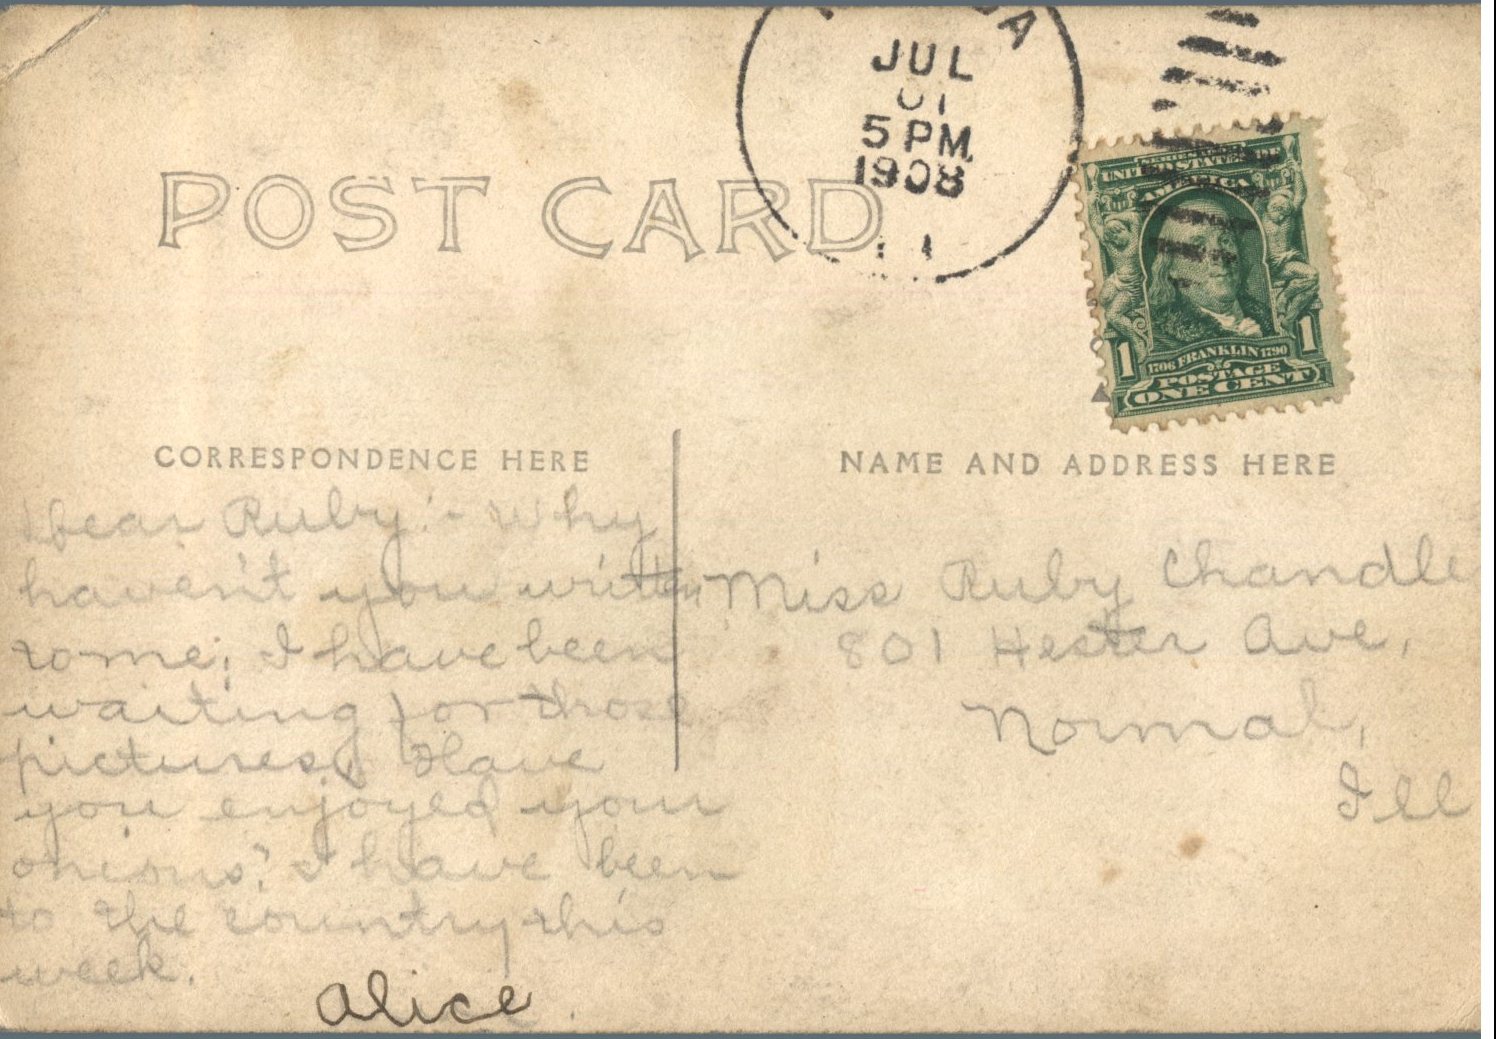 JUL
01
5 PM
1908
POST CARD
SERIES 1902
UNITED STATES OF
AMERICA
1706 FRANKLIN 1790
1 1
POSTAGE
ONE CENT
CORRESPONDENCE HERE
Dear Ruby:- Why
haven't you written
to me; I have been
waiting for those
pictures. Have
you enjoyed your
onions? I have been
to the country this
week.
Alice
NAME AND ADDRESS HERE
Miss Ruby Chandle
801 Hester Ave,
Normal,
Ill